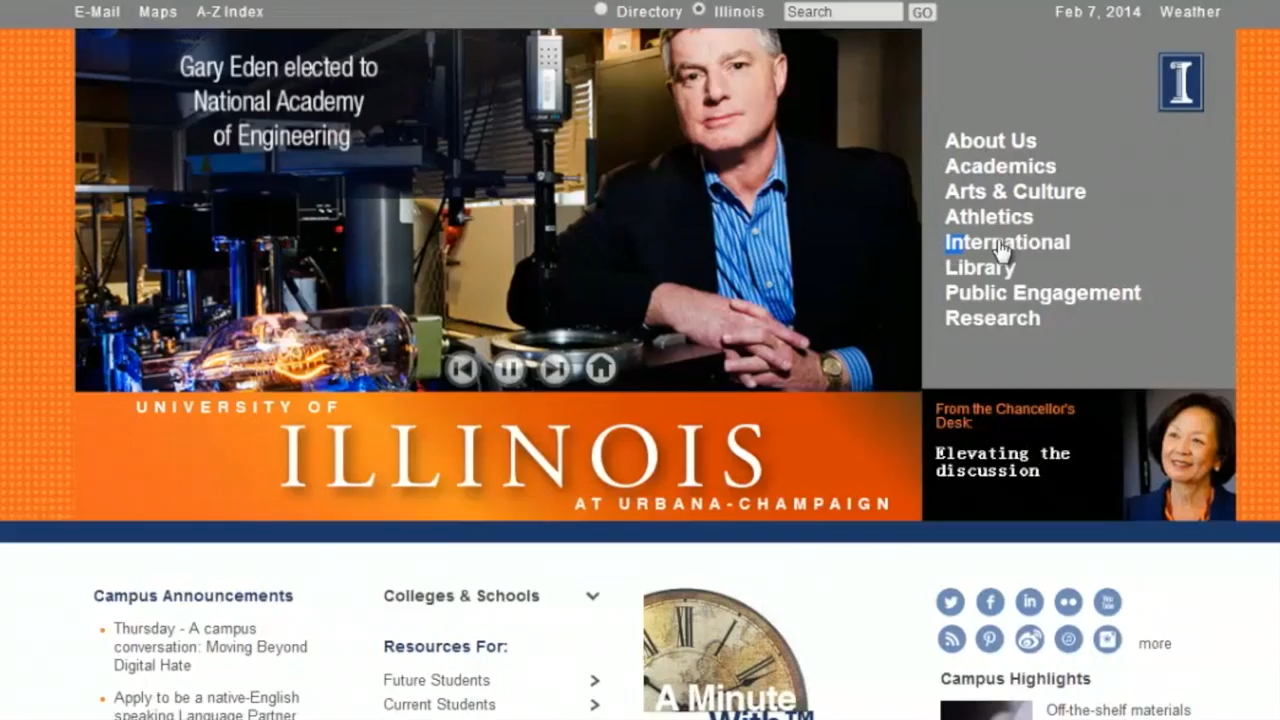 E-Mail Maps A-Z Index Directory Illinois Search GO Feb 7, 2014 Weather
Gary Eden elected to
National Academy
of Engineering
I
About Us
Academics
Arts & Culture
Athletics
International
Library
Public Engagement
Research
UNIVERSITY OF
ILLINOIS
AT URBANA-CHAMPAIGN
From the Chancellor's
Desk:
Elevating the
discussion
Campus Announcements
Thursday - A campus
conversation: Moving Beyond
Digital Hate
Apply to be a native-English
speaking Language Partner
Colleges & Schools
Resources For:
Future Students
Current Students
A Minute
With™
You
Tube
more
Campus Highlights
Off-the-shelf materials